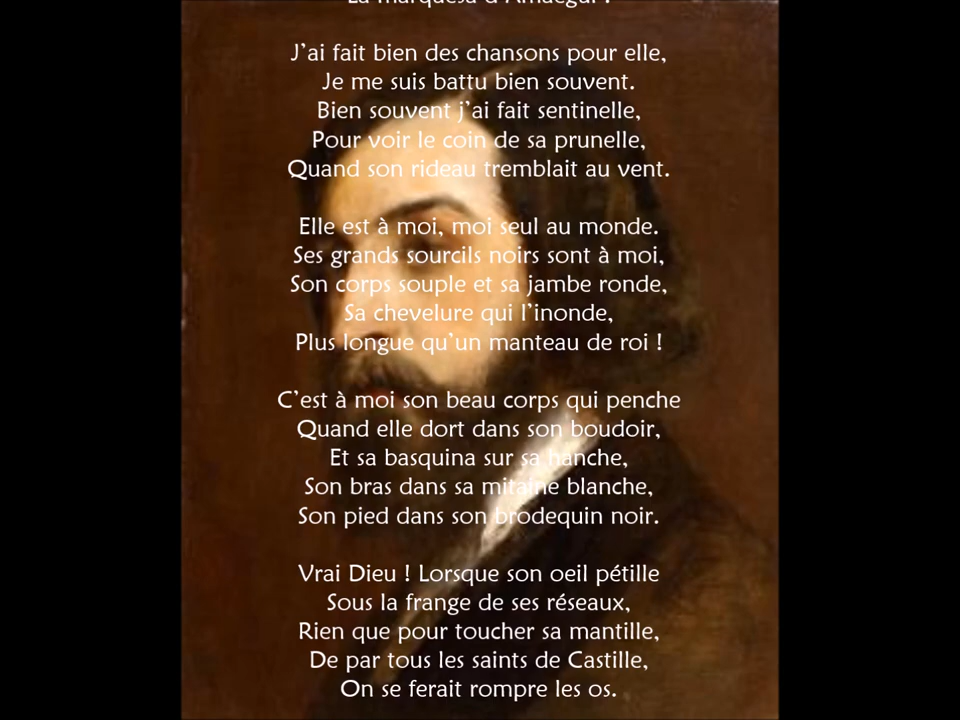 La marquesa d'Amaëgui !
J'ai fait bien des chansons pour elle,
Je me suis battu bien souvent.
Bien souvent j'ai fait sentinelle,
Pour voir le coin de sa prunelle,
Quand son rideau tremblait au vent.
Elle est à moi, moi seul au monde.
Ses grands sourcils noirs sont à moi,
Son corps souple et sa jambe ronde,
Sa chevelure qui l'inonde,
Plus longue qu'un manteau de roi !
C'est à moi son beau corps qui penche
Quand elle dort dans son boudoir,
Et sa basquina sur sa hanche,
Son bras dans sa mitaine blanche,
Son pied dans son brodequin noir.
Vrai Dieu ! Lorsque son oeil pétille
Sous la frange de ses réseaux,
Rien que pour toucher sa mantille,
De par tous les saints de Castille,
On se ferait rompre les os.